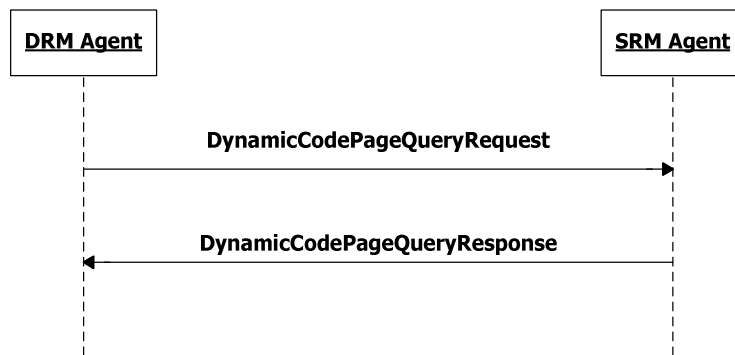 DRM Agent
SRM Agent
DynamicCodePageQueryRequest
DynamicCodePageQueryResponse